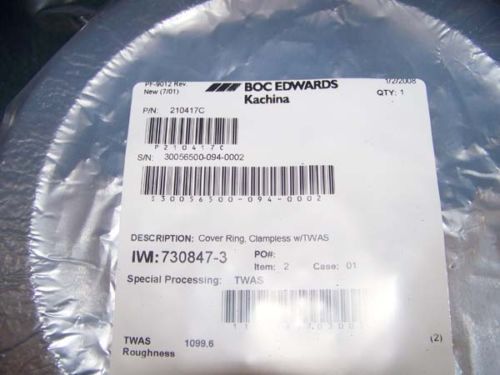 PF-9012 Rev.
New (7/01)
BOC EDWARDS
Kachina
1/2/2008
QTY: 1
P/N: 210417C
P210417C
S/N: 30056500-094-0002
S30056500-094-0002
DESCRIPTION: Cover Ring, Clampless w/TWAS
IWI: 730847-3
PO#:
Item: 2 Case: 01
Special Processing: TWAS
TWAS 1099.6
Roughness
(2)